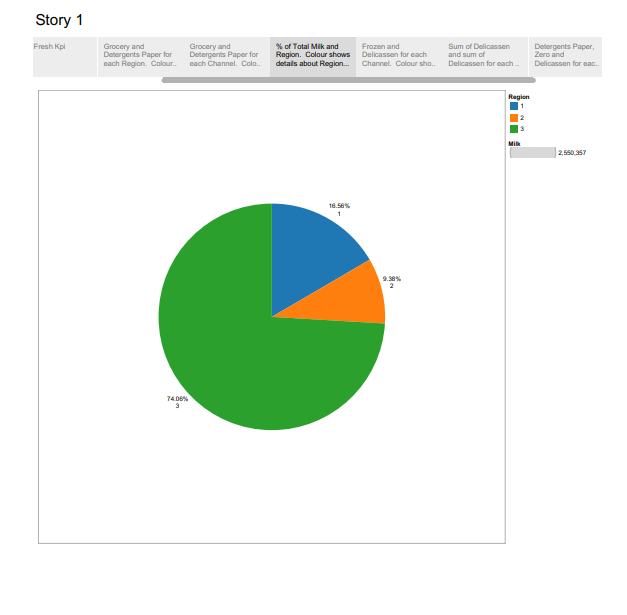 Story 1
Fresh Kpi
Grocery and
Detergents Paper for
each Region. Colour..
Grocery and
Detergents Paper for
each Channel. Colo..
% of Total Milk and
Region. Colour shows
details about Region...
Frozen and
Delicassen for each
Channel. Colour sho..
Sum of Delicassen
and sum of
Delicassen for each ..
Detergents Paper,
Zero and
Delicassen for eac..
Region
1
2
3
Milk
2,550,357
16.56%
1
9.38%
2
74.06%
3